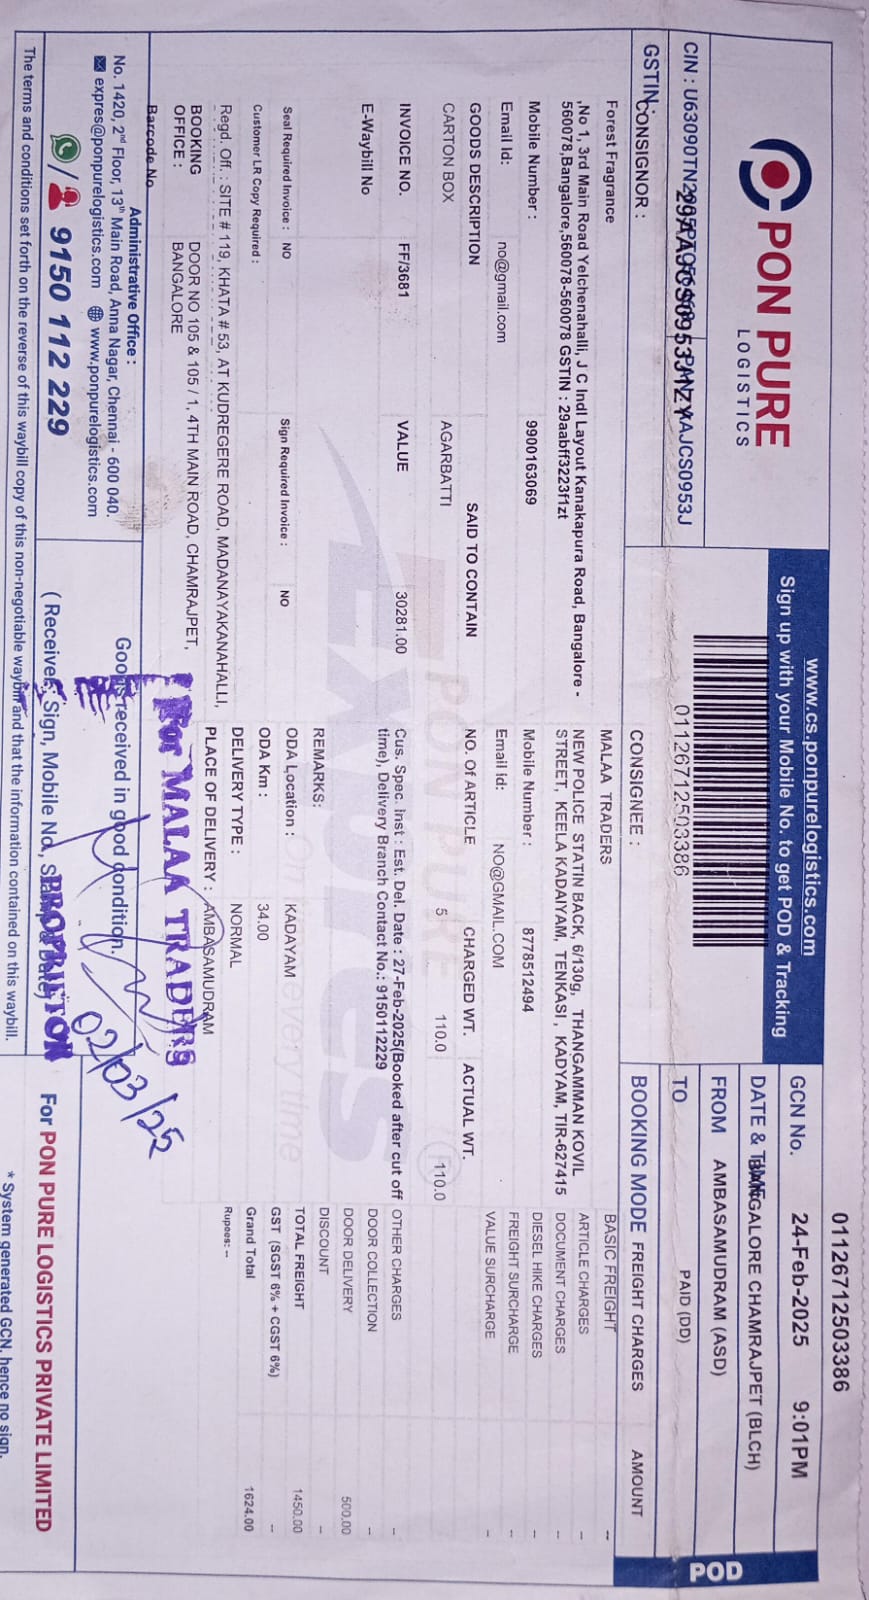 01126712503386
PON PURE
LOGISTICS
www.cs.ponpurelogistics.com
Sign up with your Mobile No. to get POD & Tracking
GCN No. 24-Feb-2025 9:01PM
DATE & TIME
BANGALORE CHAMRAJPET (BLCH)
FROM AMBASAMUDRAM (ASD)
TO PAID (DD)
POD
CIN : PAN : AAJCS0953J
GSTIN : 29AAJCS0953J1ZY
01126712503386
CONSIGNOR :
CONSIGNEE :
BOOKING MODE FREIGHT CHARGES AMOUNT
Forest Fragrance
,No 1, 3rd Main Road Yelchenahalli, J C Indl Layout Kanakapura Road, Bangalore -
560078,Bangalore,560078-560078 GSTIN : 29aabff3223f1zt
Mobile Number : 9900163069
Email Id: no@gmail.com
MALAA TRADERS
NEW POLICE STATIN BACK, 6/130g, THANGAMMAN KOVIL
STREET, KEELA KADAIYAM, TENKASI , KADYAM, TIR-627415
Mobile Number : 8778512494
Email Id: NO@GMAIL.COM
BASIC FREIGHT --
ARTICLE CHARGES --
DOCUMENT CHARGES --
DIESEL HIKE CHARGES --
FREIGHT SURCHARGE --
VALUE SURCHARGE --
GOODS DESCRIPTION SAID TO CONTAIN NO. Of ARTICLE CHARGED WT. ACTUAL WT.
CARTON BOX AGARBATTI 5 110.0 110.0
INVOICE NO. FF/3681 VALUE 30281.00
E-Waybill No
Cus. Spec. Inst : Est. Del. Date : 27-Feb-2025(Booked after cut off
time), Delivery Branch Contact No.: 9150112229
OTHER CHARGES --
DOOR COLLECTION --
DOOR DELIVERY 500.00
DISCOUNT --
TOTAL FREIGHT 1450.00
GST (SGST 6% + CGST 6%) --
Grand Total 1624.00
Rupees: --
PON PURE
Express
On every time
REMARKS:
Seal Required Invoice : NO Sign Required Invoice : NO
ODA Location : KADAYAM
Customer LR Copy Required :
ODA Km : 34.00
DELIVERY TYPE : NORMAL
PLACE OF DELIVERY : AMBASAMUDRAM
Regd. Off. : SITE # 119, KHATA # 53, AT KUDREGERE ROAD, MADANAYAKANAHALLI,
BOOKING OFFICE : DOOR NO 105 & 105 / 1, 4TH MAIN ROAD, CHAMRAJPET,
BANGALORE
Barcode No
For MALAA TRADERS
PROPRIETOR
02/03/25
Administrative Office :
No. 1420, 2nd Floor, 13th Main Road, Anna Nagar, Chennai - 600 040.
expres@ponpurelogistics.com www.ponpurelogistics.com
/ 9150 112 229
Goods received in good condition.
( Receiver Sign, Mobile No, Stamp & Date)
For PON PURE LOGISTICS PRIVATE LIMITED
The terms and conditions set forth on the reverse of this waybill copy of this non-negotiable waybill and that the information contained on this waybill.
* System generated GCN, hence no sign.